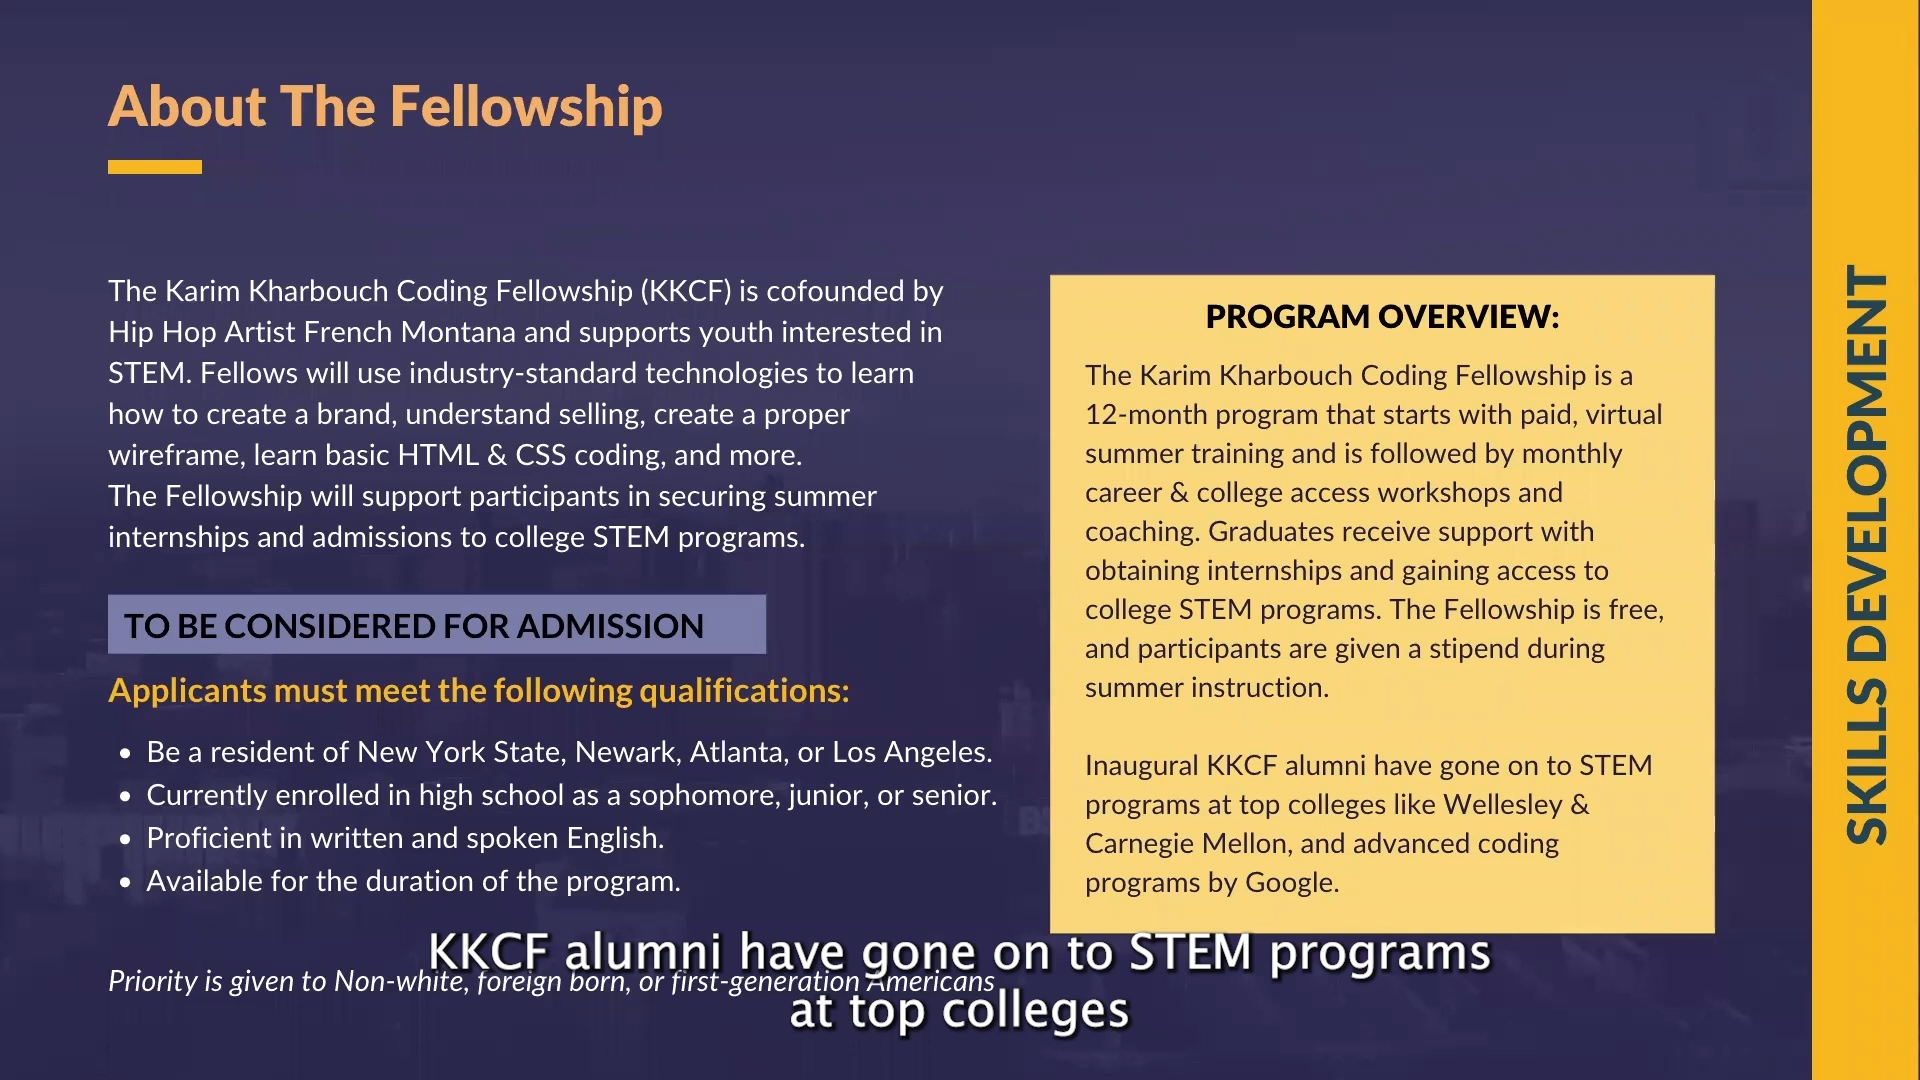 About The Fellowship
The Karim Kharbouch Coding Fellowship (KKCF) is cofounded by
Hip Hop Artist French Montana and supports youth interested in
STEM. Fellows will use industry-standard technologies to learn
how to create a brand, understand selling, create a proper
wireframe, learn basic HTML & CSS coding, and more.
The Fellowship will support participants in securing summer
internships and admissions to college STEM programs.
TO BE CONSIDERED FOR ADMISSION
Applicants must meet the following qualifications:
• Be a resident of New York State, Newark, Atlanta, or Los Angeles.
• Currently enrolled in high school as a sophomore, junior, or senior.
• Proficient in written and spoken English.
• Available for the duration of the program.
Priority is given to Non-white, foreign born, or first-generation Americans
PROGRAM OVERVIEW:
The Karim Kharbouch Coding Fellowship is a
12-month program that starts with paid, virtual
summer training and is followed by monthly
career & college access workshops and
coaching. Graduates receive support with
obtaining internships and gaining access to
college STEM programs. The Fellowship is free,
and participants are given a stipend during
summer instruction.
Inaugural KKCF alumni have gone on to STEM
programs at top colleges like Wellesley &
Carnegie Mellon, and advanced coding
programs by Google.
SKILLS DEVELOPMENT
KKCF alumni have gone on to STEM programs
at top colleges